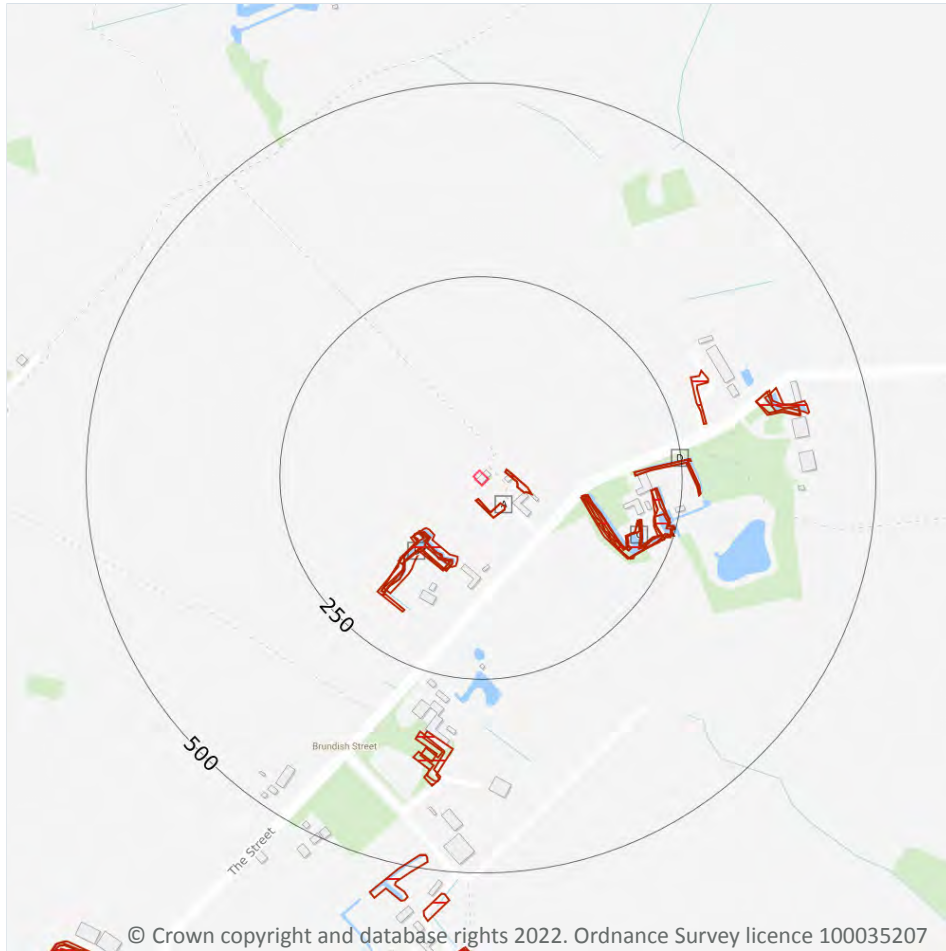 D
250
500
Brundish Street
The Street
© Crown copyright and database rights 2022. Ordnance Survey licence 100035207